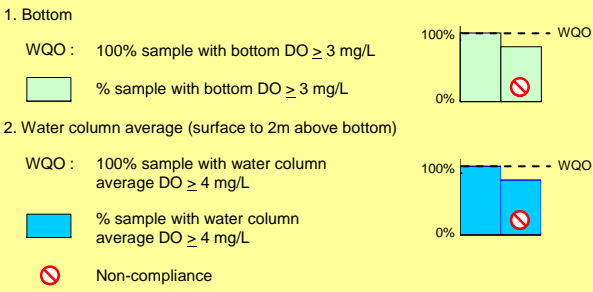 1. Bottom
WQO : 100% sample with bottom DO ≥ 3 mg/L
% sample with bottom DO ≥ 3 mg/L
100%
WQO
0%
2. Water column average (surface to 2m above bottom)
WQO : 100% sample with water column
average DO ≥ 4 mg/L
% sample with water column
average DO ≥ 4 mg/L
100%
WQO
0%
Non-compliance